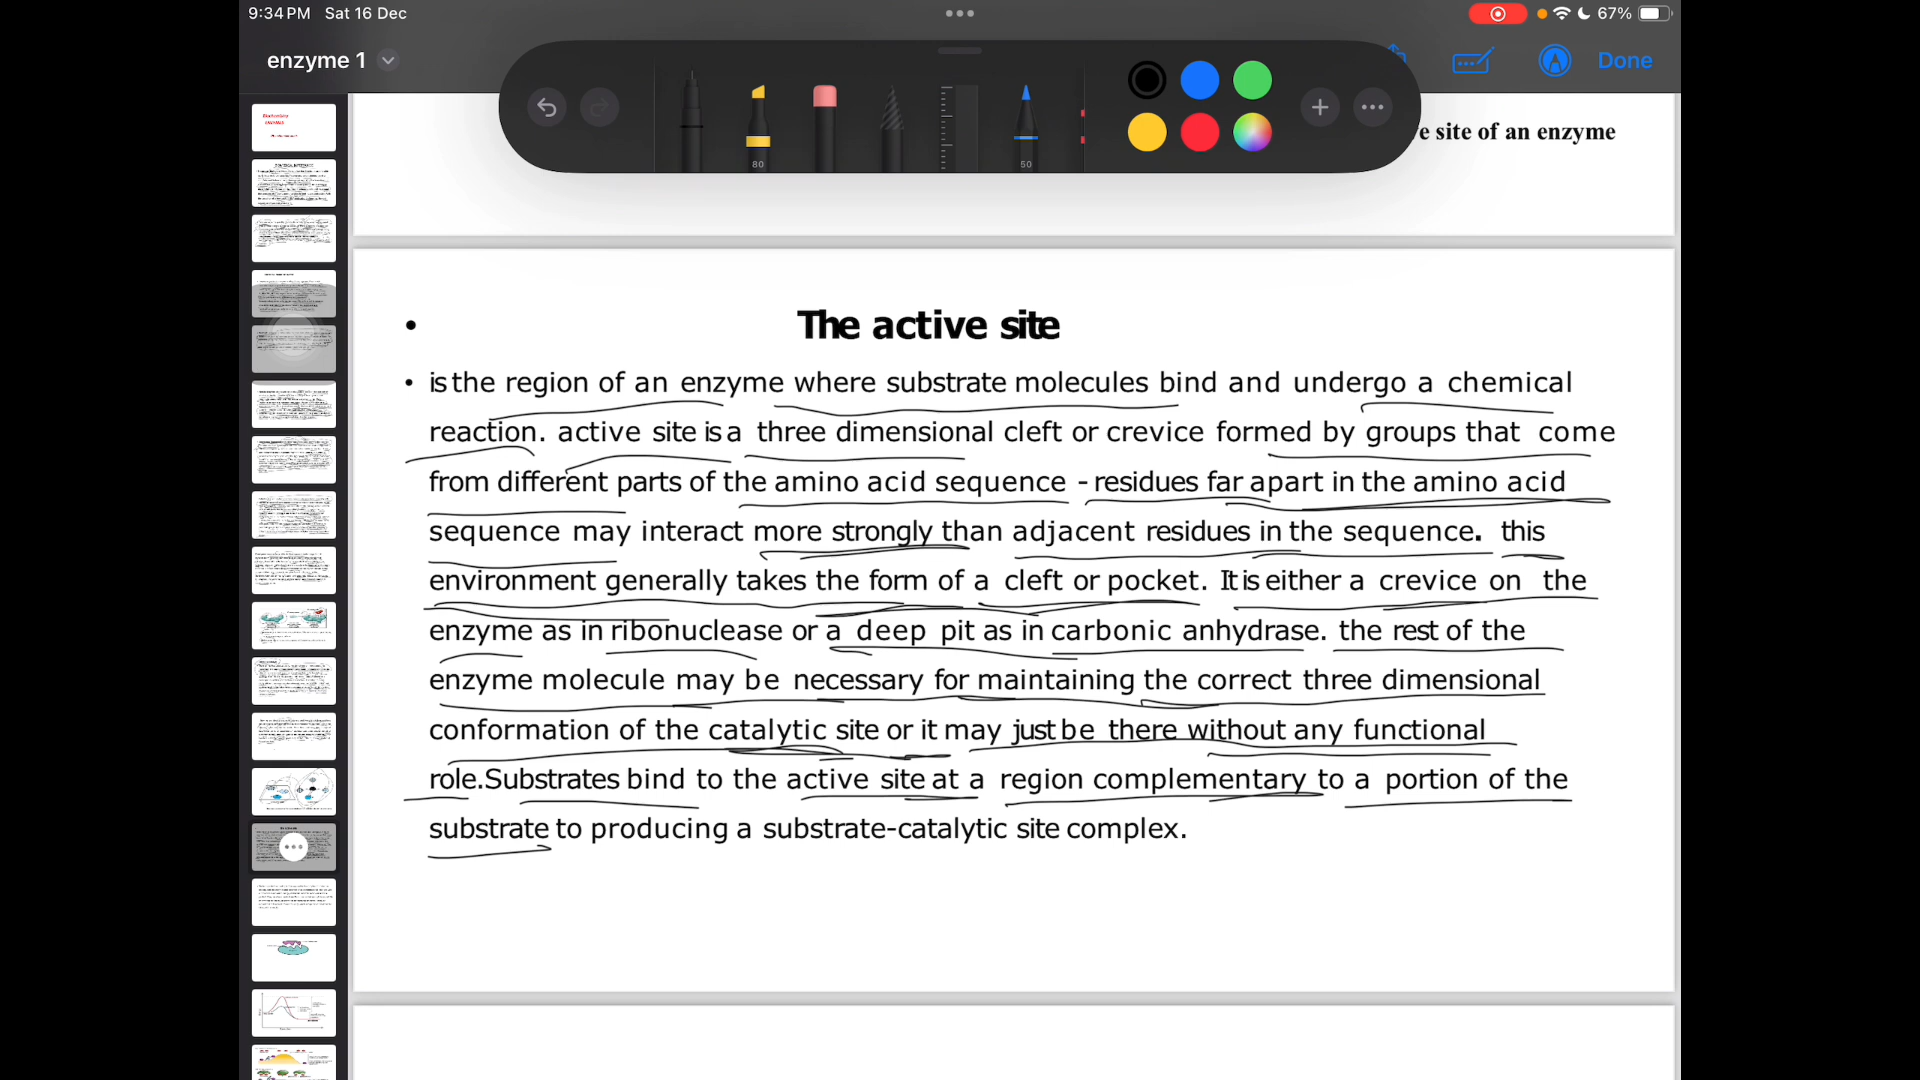 9:34 PM Sat 16 Dec
67%
enzyme 1
Done
80
50
e site of an enzyme
• The active site
• is the region of an enzyme where substrate molecules bind and undergo a chemical
reaction. active site is a three dimensional cleft or crevice formed by groups that come
from different parts of the amino acid sequence - residues far apart in the amino acid
sequence may interact more strongly than adjacent residues in the sequence. this
environment generally takes the form of a cleft or pocket. It is either a crevice on the
enzyme as in ribonuclease or a deep pit as in carbonic anhydrase. the rest of the
enzyme molecule may be necessary for maintaining the correct three dimensional
conformation of the catalytic site or it may just be there without any functional
role.Substrates bind to the active site at a region complementary to a portion of the
substrate to producing a substrate-catalytic site complex.